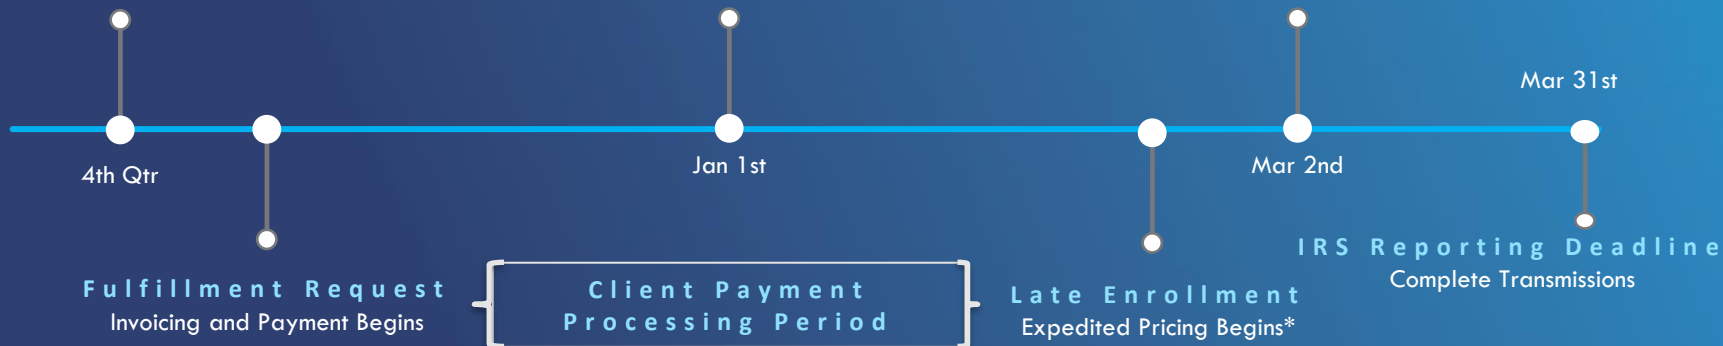 Mar 31st
4th Qtr
Jan 1st
Mar 2nd
Fulfillment Request
Invoicing and Payment Begins
Client Payment
Processing Period
Late Enrollment
Expedited Pricing Begins*
IRS Reporting Deadline
Complete Transmissions